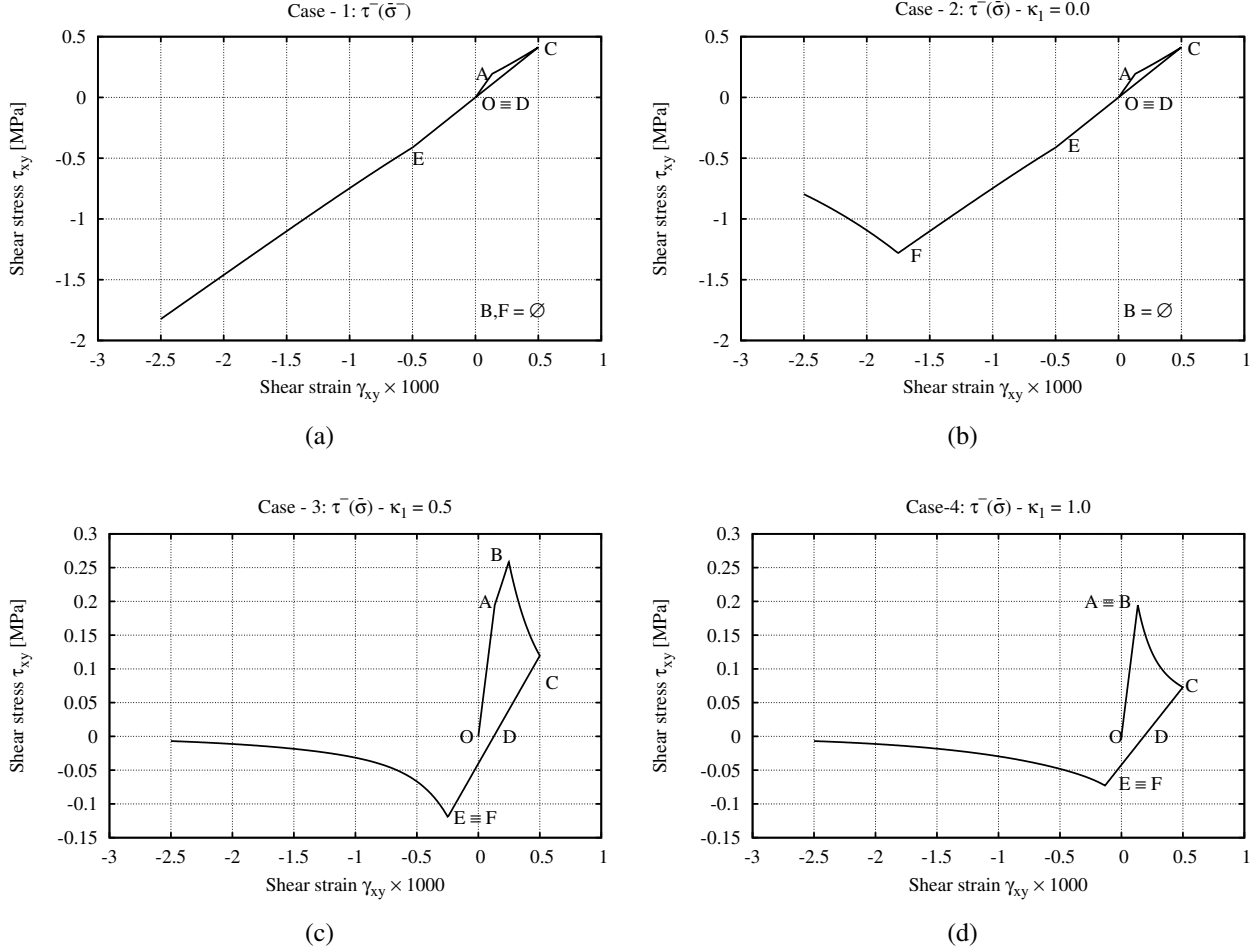 Case - 1: τ⁻(σ̄⁻)
0.5
0
-0.5
-1
-1.5
-2
Shear stress τxy [MPa]
A
C
O ≡ D
E
B,F = ∅
-3 -2.5 -2 -1.5 -1 -0.5 0 0.5 1
Shear strain γxy × 1000
(a)
Case - 2: τ⁻(σ̄) - κ1 = 0.0
0.5
0
-0.5
-1
-1.5
-2
Shear stress τxy [MPa]
A
C
O ≡ D
E
F
B = ∅
-3 -2.5 -2 -1.5 -1 -0.5 0 0.5 1
Shear strain γxy × 1000
(b)
Case - 3: τ⁻(σ̄) - κ1 = 0.5
0.3
0.25
0.2
0.15
0.1
0.05
0
-0.05
-0.1
-0.15
Shear stress τxy [MPa]
B
A
C
O
D
E ≡ F
-3 -2.5 -2 -1.5 -1 -0.5 0 0.5 1
Shear strain γxy × 1000
(c)
Case-4: τ⁻(σ̄) - κ1 = 1.0
0.3
0.25
0.2
0.15
0.1
0.05
0
-0.05
-0.1
-0.15
Shear stress τxy [MPa]
A ≡ B
C
O
D
E ≡ F
-3 -2.5 -2 -1.5 -1 -0.5 0 0.5 1
Shear strain γxy × 1000
(d)